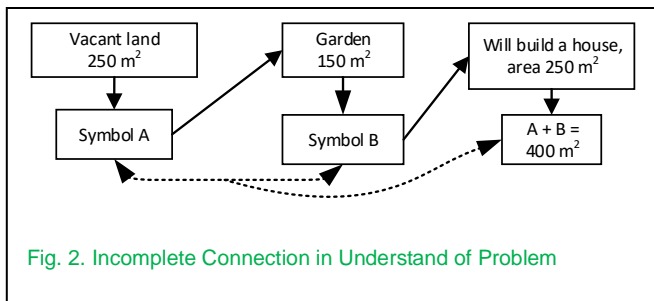 Vacant land
250 m²
Garden
150 m²
Will build a house,
area 250 m²
Symbol A
Symbol B
A + B =
400 m²
Fig. 2. Incomplete Connection in Understand of Problem